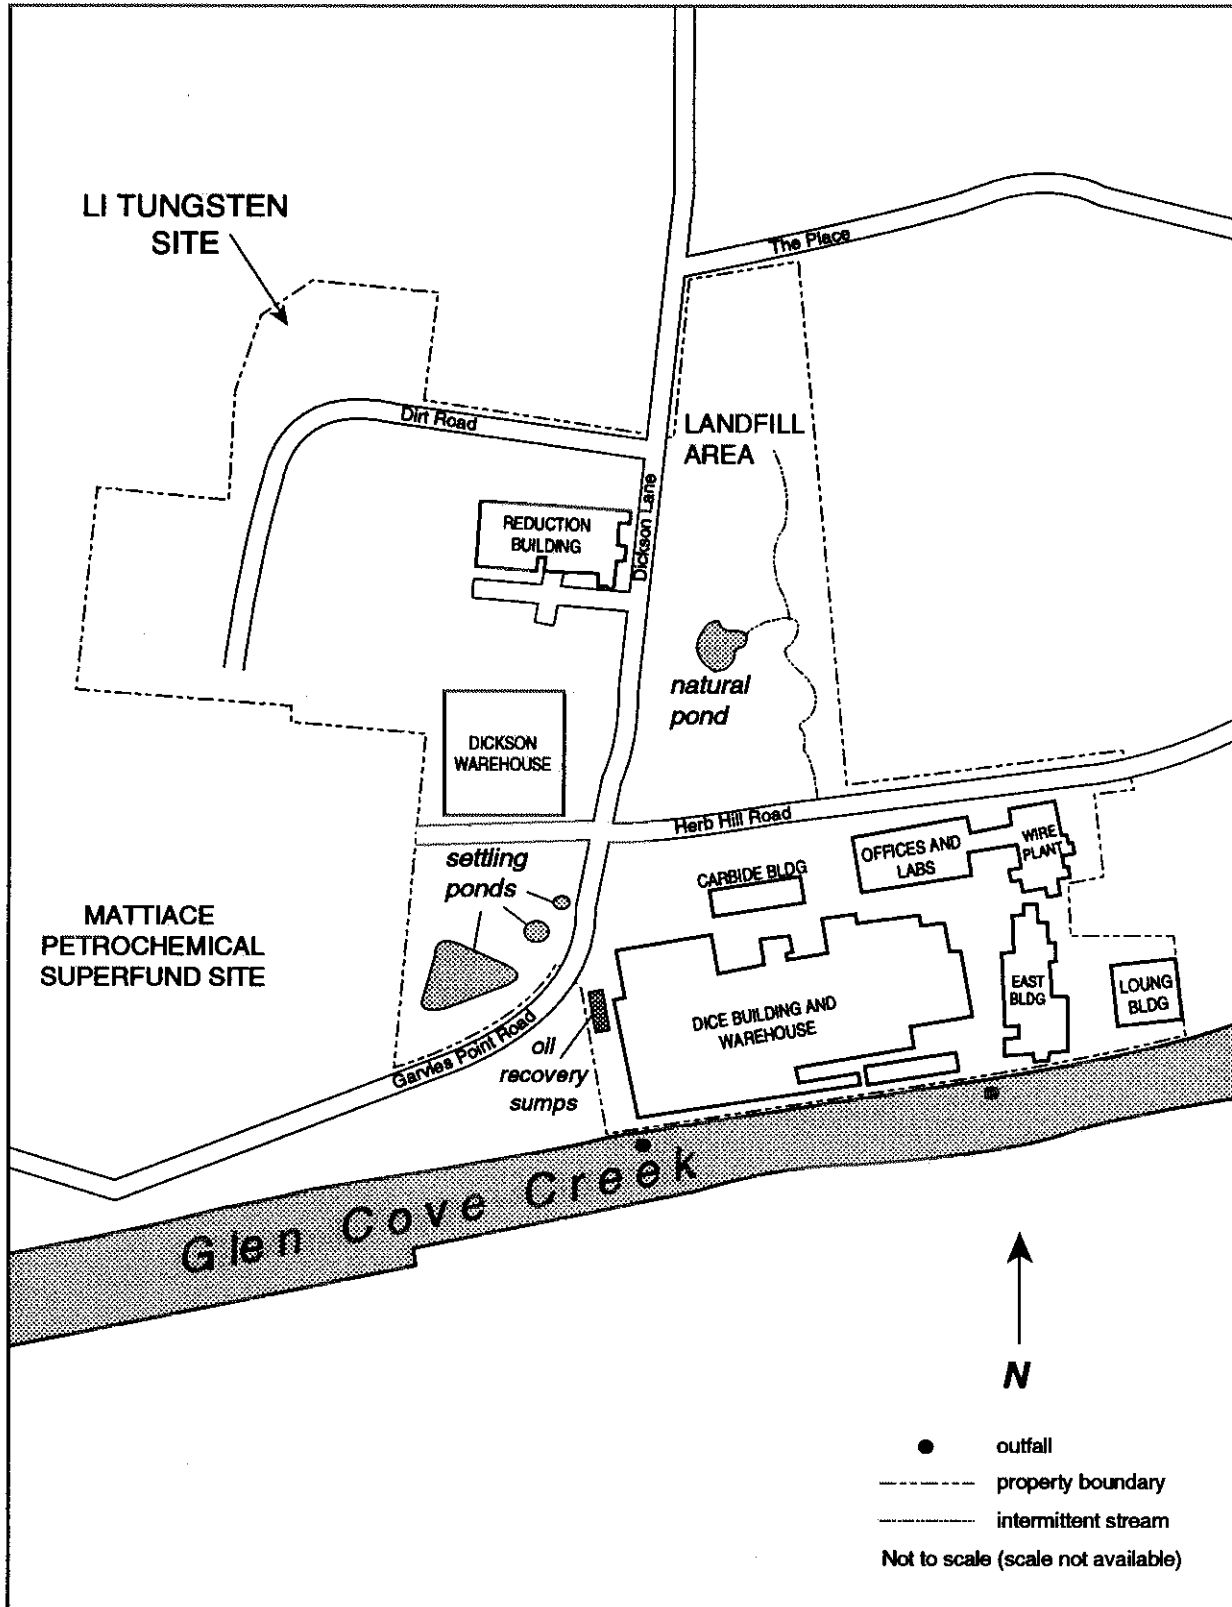 The Place
LI TUNGSTEN
SITE
Dirt Road
LANDFILL
AREA
Dickson Lane
REDUCTION
BUILDING
natural
pond
DICKSON
WAREHOUSE
Herb Hill Road
settling
ponds
CARBIDE BLDG
OFFICES AND
LABS
WIRE
PLANT
MATTIACE
PETROCHEMICAL
SUPERFUND SITE
EAST
BLDG
LOUNG
BLDG
DICE BUILDING AND
WAREHOUSE
Garvies Point Road
oil
recovery
sumps
Glen Cove Creek
N
outfall
property boundary
intermittent stream
Not to scale (scale not available)